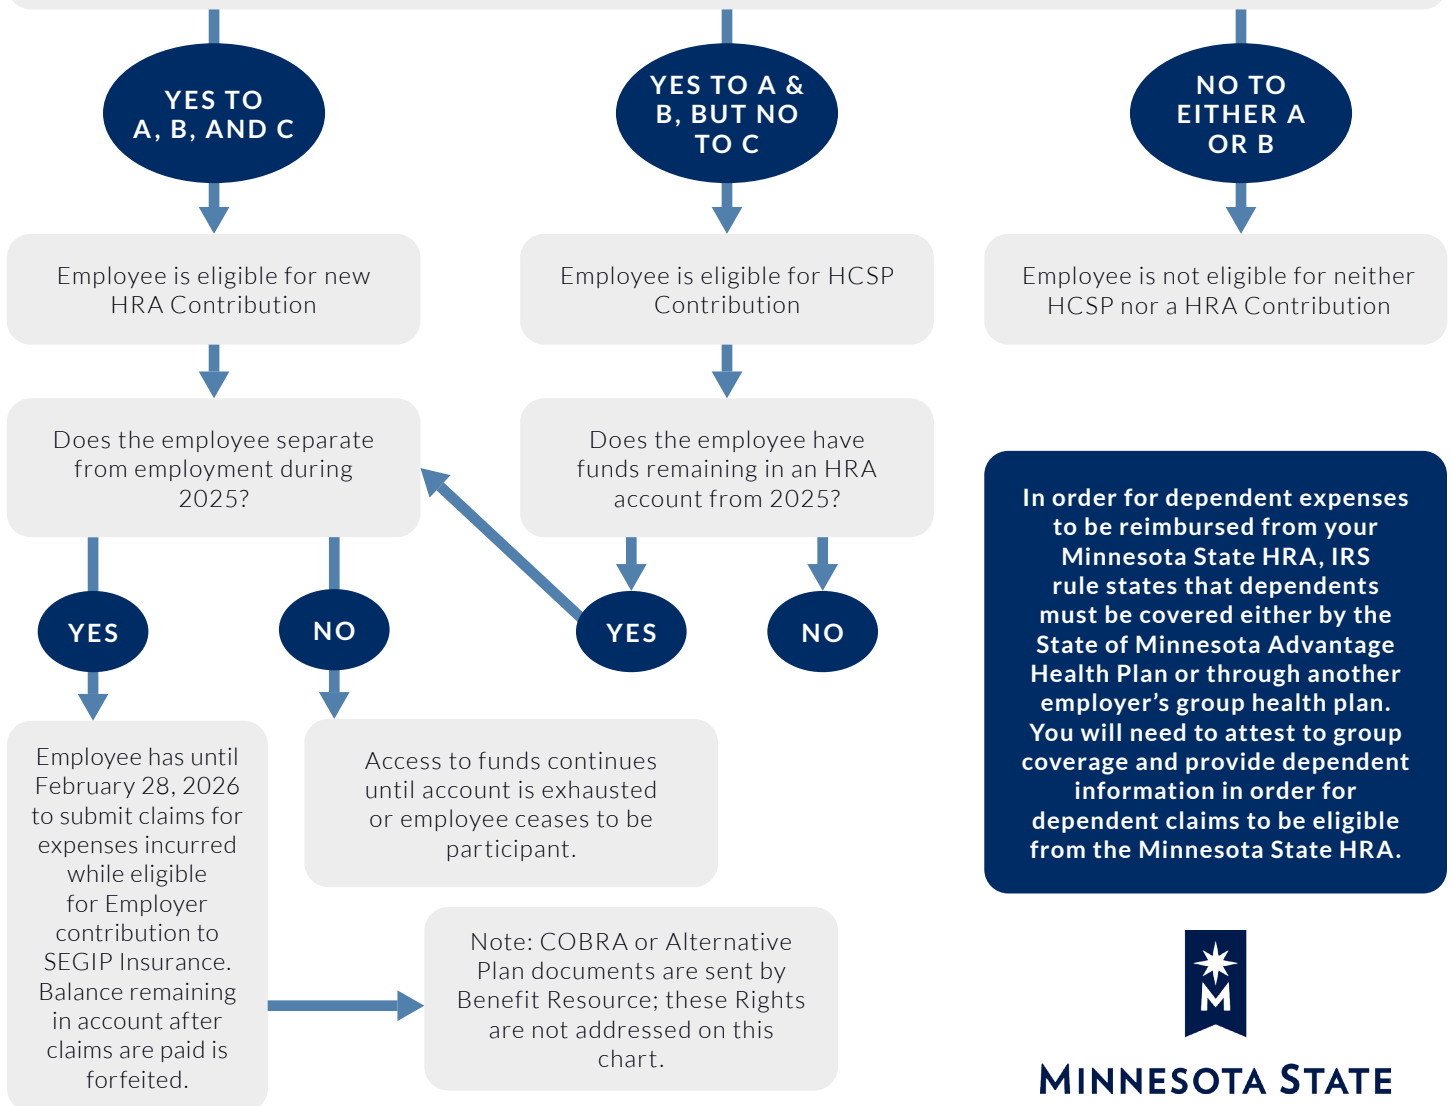 YES TO
A, B, AND C
YES TO A &
B, BUT NO
TO C
NO TO
EITHER A
OR B
Employee is eligible for new
HRA Contribution
Employee is eligible for HCSP
Contribution
Employee is not eligible for neither
HCSP nor a HRA Contribution
Does the employee separate
from employment during
2025?
Does the employee have
funds remaining in an HRA
account from 2025?
YES
NO
YES
NO
Employee has until
February 28, 2026
to submit claims for
expenses incurred
while eligible
for Employer
contribution to
SEGIP Insurance.
Balance remaining
in account after
claims are paid is
forfeited.
Access to funds continues
until account is exhausted
or employee ceases to be
participant.
Note: COBRA or Alternative
Plan documents are sent by
Benefit Resource; these Rights
are not addressed on this
chart.
In order for dependent expenses
to be reimbursed from your
Minnesota State HRA, IRS
rule states that dependents
must be covered either by the
State of Minnesota Advantage
Health Plan or through another
employer’s group health plan.
You will need to attest to group
coverage and provide dependent
information in order for
dependent claims to be eligible
from the Minnesota State HRA.
M
MINNESOTA STATE